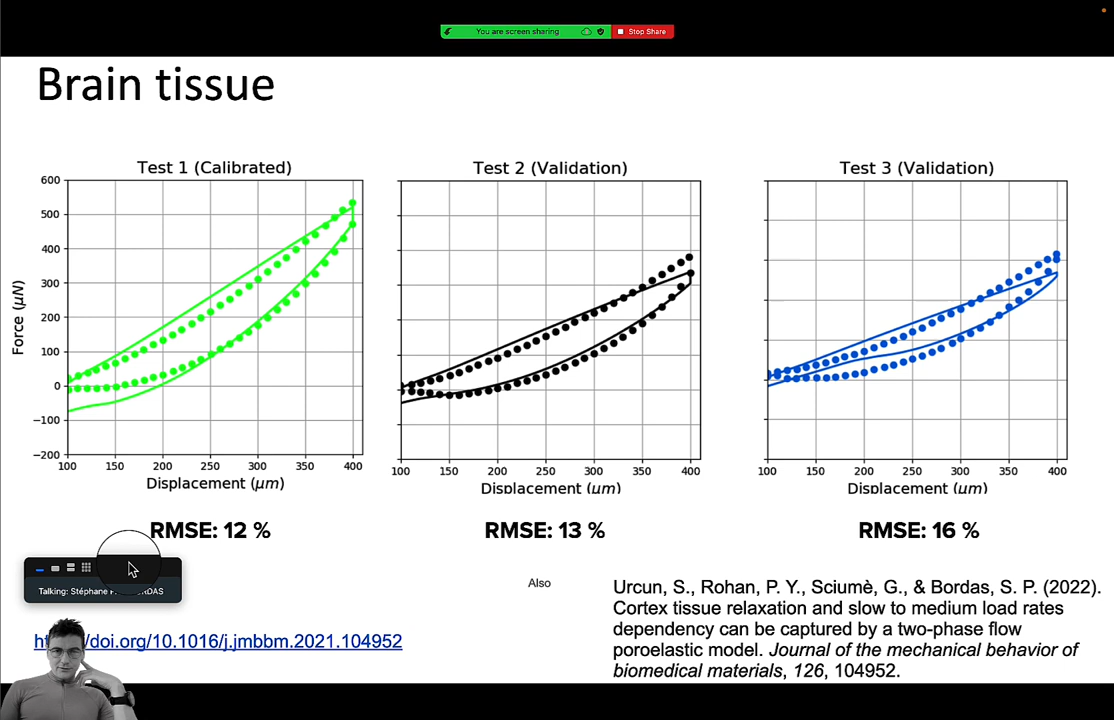 You are screen sharing
Stop Share
Brain tissue
Test 1 (Calibrated)
Test 2 (Validation)
Test 3 (Validation)
600
500
400
300
200
100
0
−100
−200
Force (μN)
100 150 200 250 300 350 400
100 150 200 250 300 350 400
100 150 200 250 300 350 400
Displacement (μm)
Displacement (μm)
Displacement (μm)
RMSE: 12 %
RMSE: 13 %
RMSE: 16 %
Talking: Stéphane
Also
Urcun, S., Rohan, P. Y., Sciumè, G., & Bordas, S. P. (2022).
Cortex tissue relaxation and slow to medium load rates
dependency can be captured by a two-phase flow
poroelastic model. Journal of the mechanical behavior of
biomedical materials, 126, 104952.
/doi.org/10.1016/j.jmbbm.2021.104952